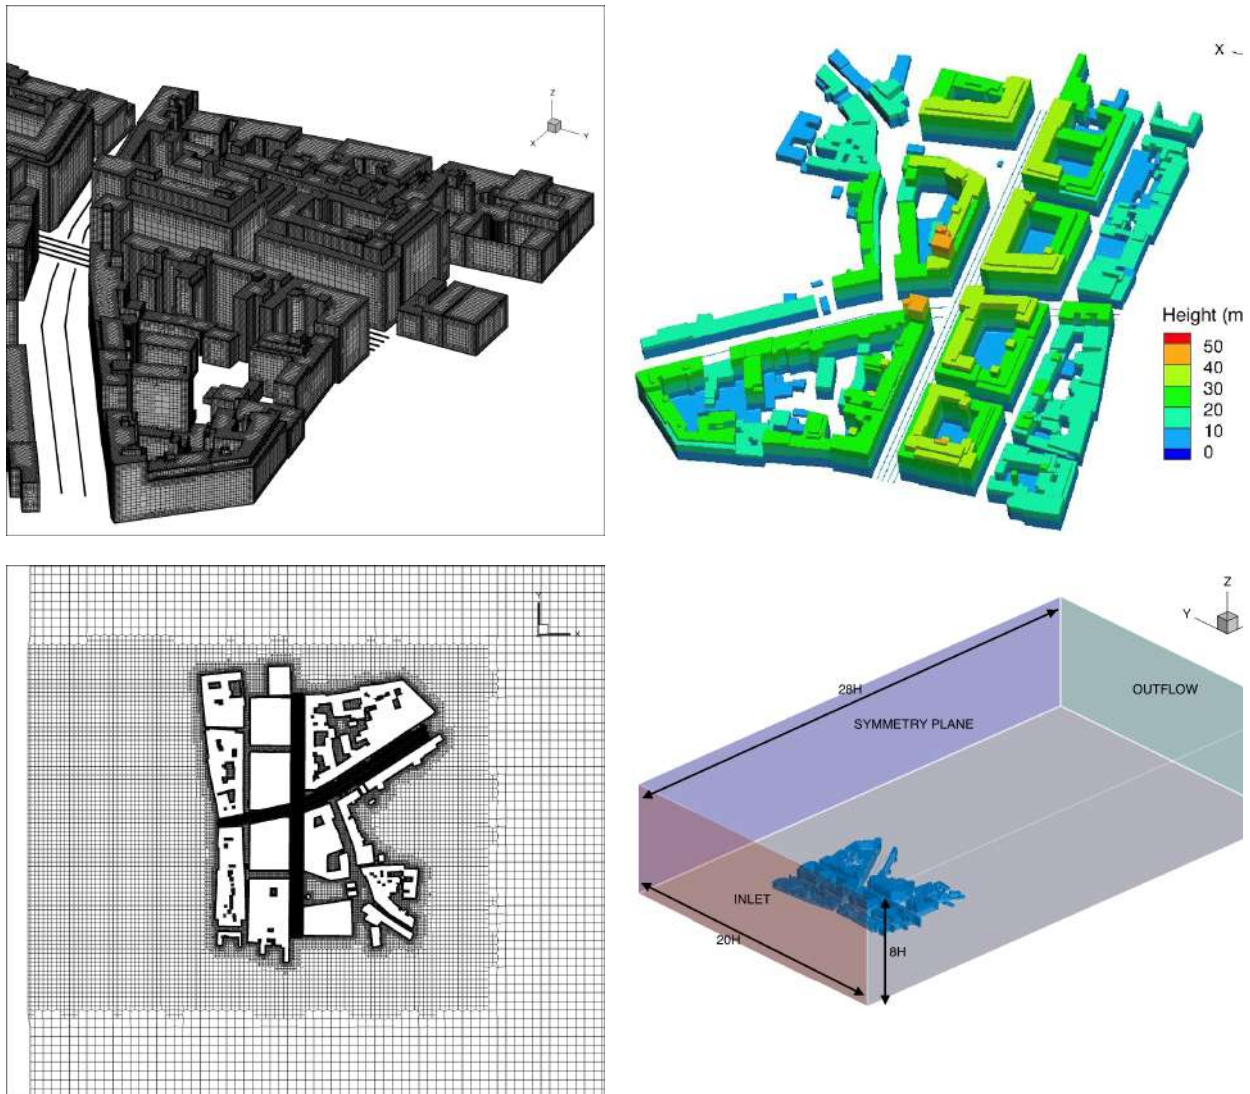 Z
X
Y
X
Height (m
50
40
30
20
10
0
Y
X
Z
Y
28H
OUTFLOW
SYMMETRY PLANE
INLET
20H
8H